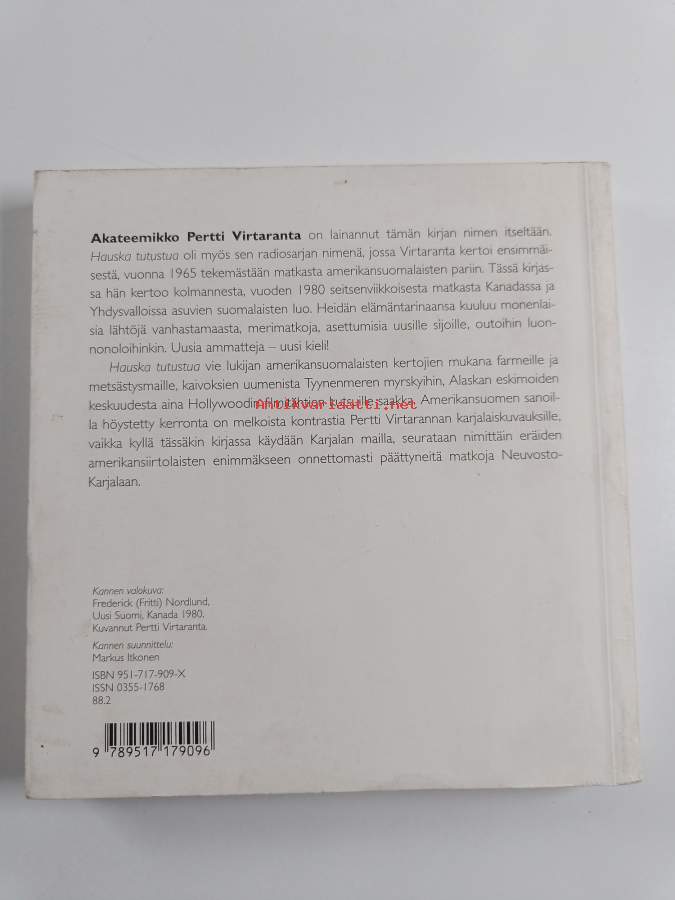 Akateemikko Pertti Virtaranta on lainannut tämän kirjan nimen itseltään.
Hauska tutustua oli myös sen radiosarjan nimenä, jossa Virtaranta kertoi ensimmäi-
sestä, vuonna 1965 tekemästään matkasta amerikansuomalaisten pariin. Tässä kirjas-
sa hän kertoo kolmannesta, vuoden 1980 seitsenviikkoisesta matkasta Kanadassa ja
Yhdysvalloissa asuvien suomalaisten luo. Heidän elämäntarinaansa kuuluu monenlai-
sia lähtöjä vanhastamaasta, merimatkoja, asettumisia uusille sijoille, outoihin luon-
nonoloihinkin. Uusia ammatteja – uusi kieli!
Hauska tutustua vie lukijan amerikansuomalaisten kertojien mukana farmeille ja
metsästysmaille, kaivoksien uumenista Tyynenmeren myrskyihin, Alaskan eskimoiden
keskuudesta aina Hollywoodin filmitähtien kutsuille saakka. Amerikansuomen sanoil-
Antikvariaatti.net
la höystetty kerronta on melkoista kontrastia Pertti Virtarannan karjalaiskuvauksille,
vaikka kyllä tässäkin kirjassa käydään Karjalan mailla, seurataan nimittäin eräiden
amerikansiirtolaisten enimmäkseen onnettomasti päättyneitä matkoja Neuvosto-
Karjalaan.
Kannen valokuva:
Frederick (Fritti) Nordlund,
Uusi Suomi, Kanada 1980.
Kuvannut Pertti Virtaranta.
Kannen suunnittelu:
Markus Itkonen
ISBN 951-717-909-X
ISSN 0355-1768
88.2
9 789517 179096